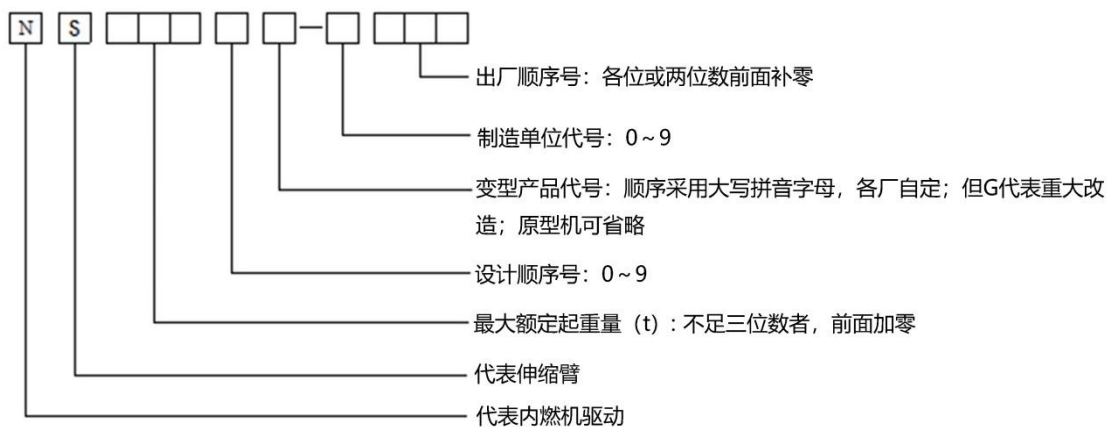 N S —
出厂顺序号：各位或两位数前面补零
制造单位代号：0～9
变型产品代号：顺序采用大写拼音字母，各厂自定；但G代表重大改
造；原型机可省略
设计顺序号：0～9
最大额定起重量（t）：不足三位数者，前面加零
代表伸缩臂
代表内燃机驱动